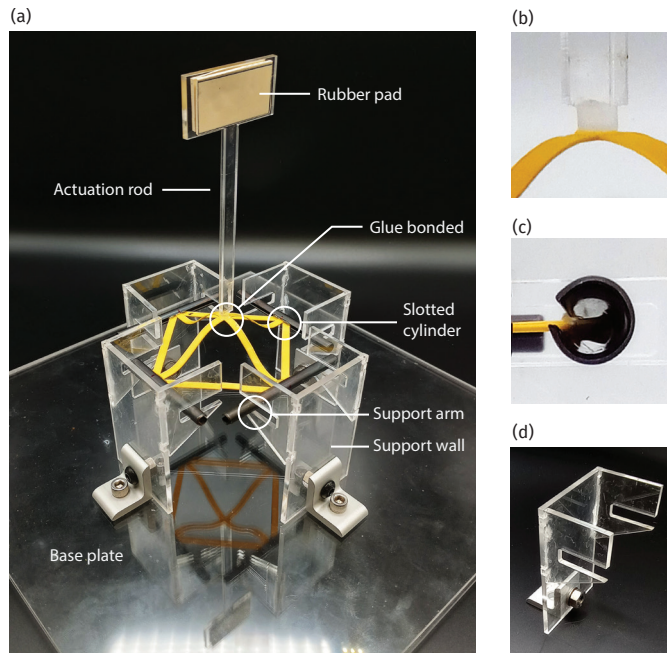 (a)
Rubber pad
Actuation rod
Glue bonded
Slotted
cylinder
Support arm
Support wall
Base plate
(b)
(c)
(d)